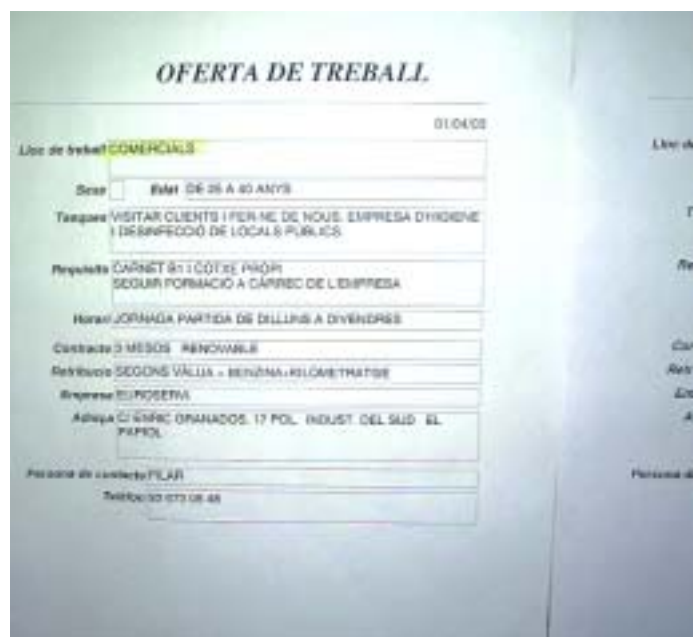 OFERTA DE TREBALL
01/04/03
Lloc de treball COMERCIALS
Sexe Edat DE 25 A 40 ANYS
Tasques VISITAR CLIENTS I FER-NE DE NOUS. EMPRESA D'HIGIENE
I DESINFECCIÓ DE LOCALS PÚBLICS
Requisits CARNET B1 I COTXE PROPI
SEGUIR FORMACIÓ A CÀRREC DE L'EMPRESA
Horari JORNADA PARTIDA DE DILLUNS A DIVENDRES
Contracte 3 MESOS RENOVABLE
Retribució SEGONS VÀLUA + BENZINA+KILOMETRATGE
Empresa EUROSERVI
Adreça C/ ENRIC GRANADOS, 17 POL. INDUST. DEL SUD EL
PAPIOL
Persona de contacte PILAR
Telèfon
Lloc de
Persona de